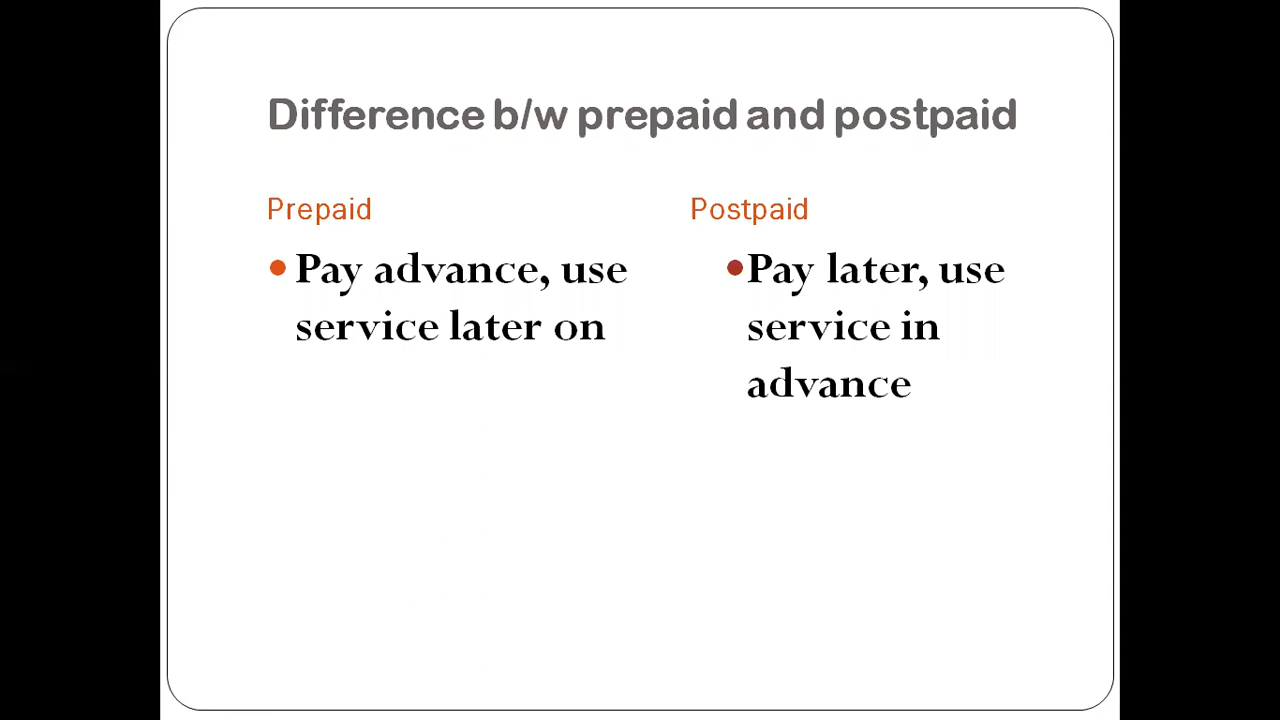 Difference b/w prepaid and postpaid
Prepaid
• Pay advance, use
service later on
Postpaid
•Pay later, use
service in
advance